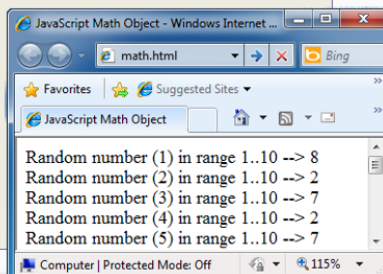 JavaScript Math Object - Windows Internet ...
math.html
Bing
Favorites
Suggested Sites
JavaScript Math Object
Random number (1) in range 1..10 --> 8
Random number (2) in range 1..10 --> 2
Random number (3) in range 1..10 --> 7
Random number (4) in range 1..10 --> 2
Random number (5) in range 1..10 --> 7
Computer | Protected Mode: Off
115%